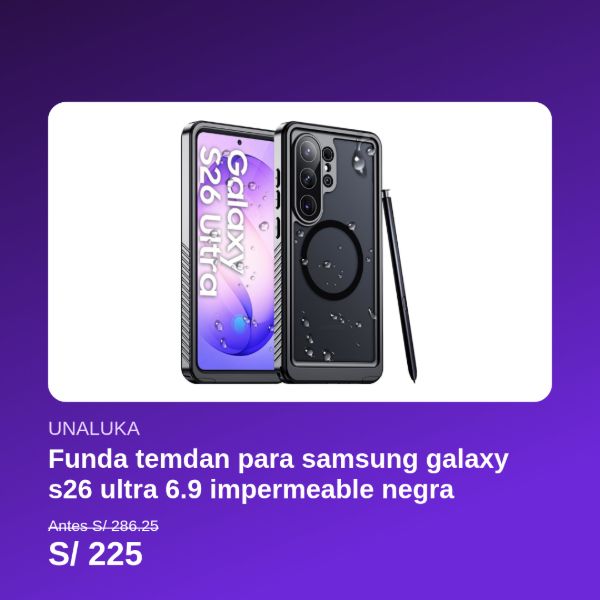 Galaxy
S26 Ultra
UNALUKA
Funda temdan para samsung galaxy
s26 ultra 6.9 impermeable negra
Antes S/ 286.25
S/ 225